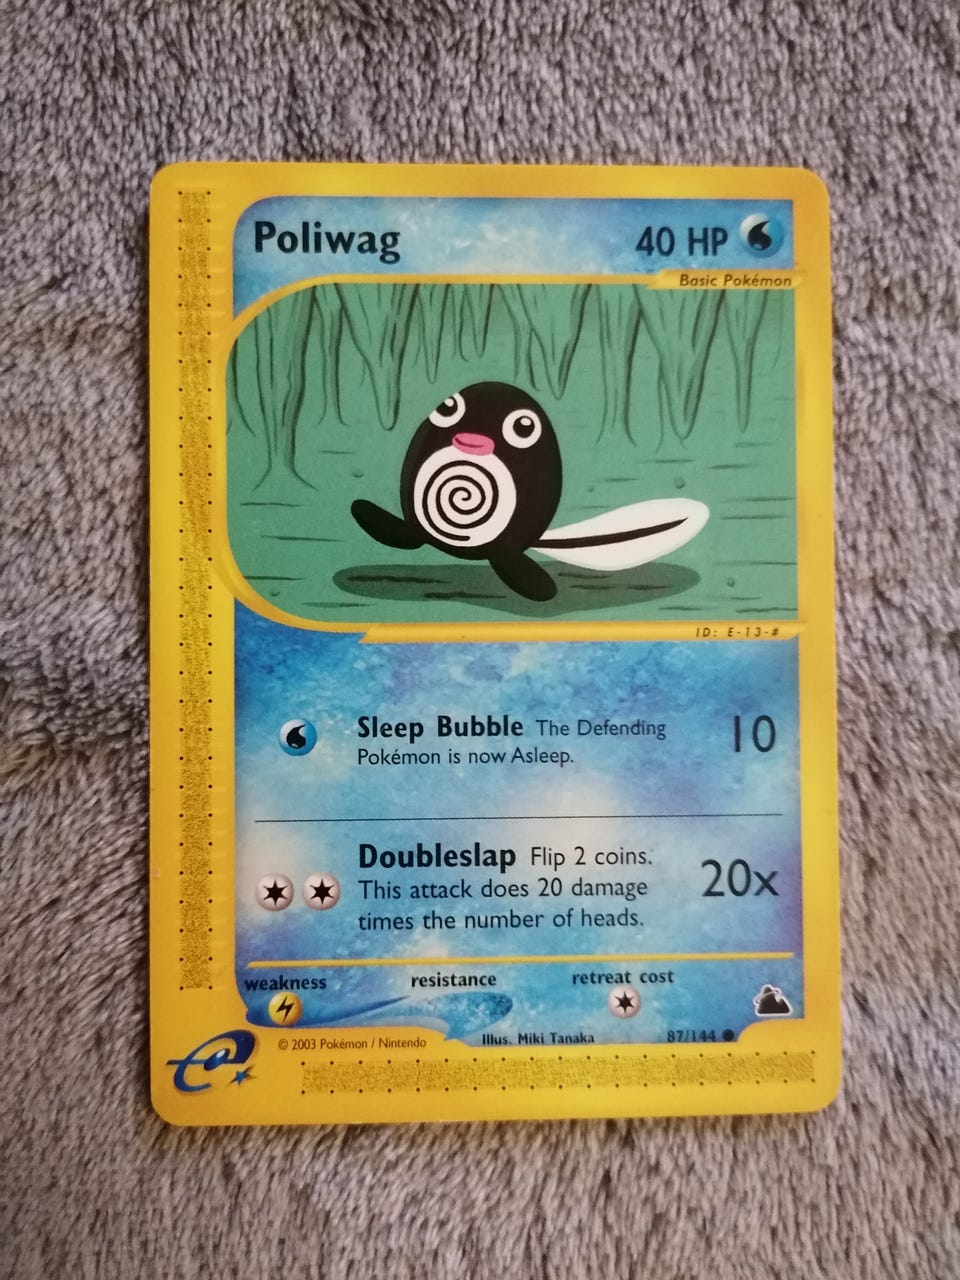 Poliwag
40 HP
Basic Pokémon
ID: E-13-#
Sleep Bubble The Defending
Pokémon is now Asleep.
10
Doubleslap Flip 2 coins.
This attack does 20 damage
times the number of heads.
20x
weakness resistance retreat cost
© 2003 Pokémon / Nintendo
Illus. Miki Tanaka
87/144
e